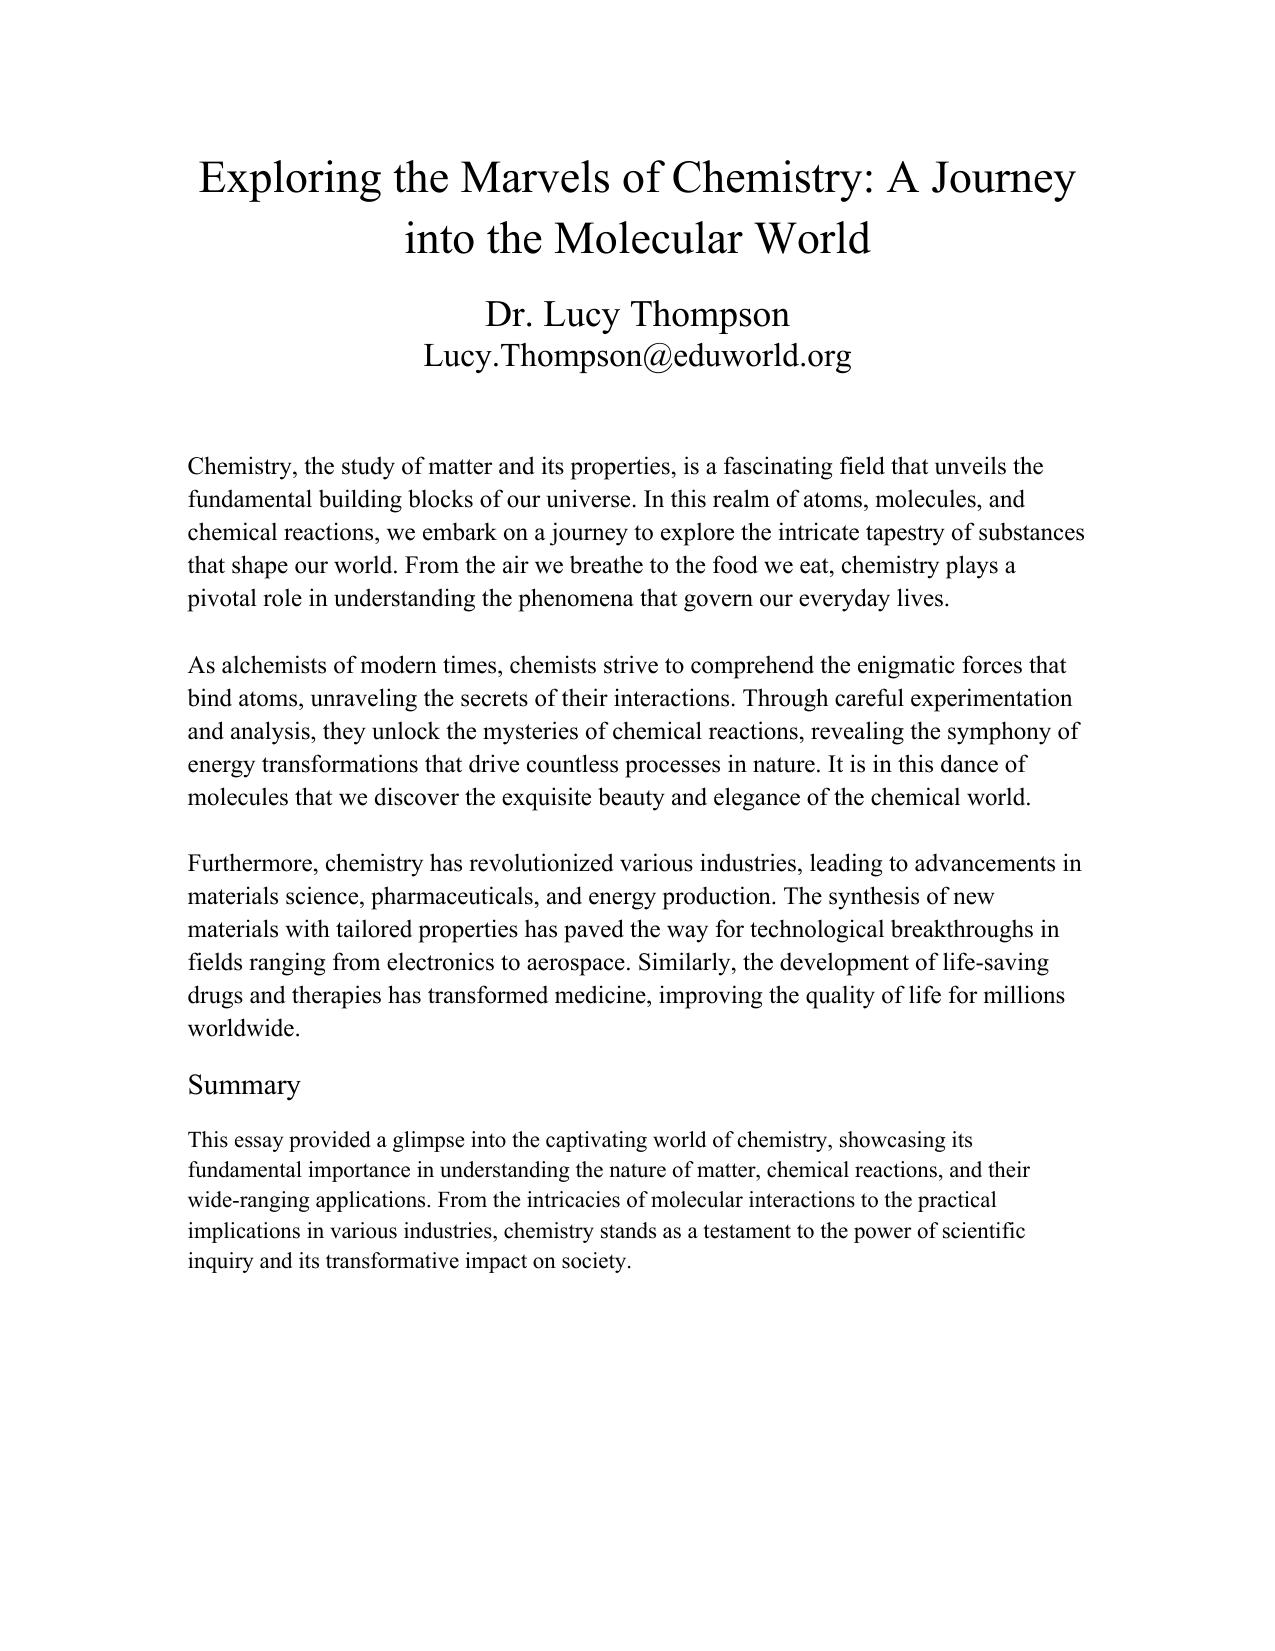 Exploring the Marvels of Chemistry: A Journey
into the Molecular World
Dr. Lucy Thompson
Lucy.Thompson@eduworld.org
Chemistry, the study of matter and its properties, is a fascinating field that unveils the
fundamental building blocks of our universe. In this realm of atoms, molecules, and
chemical reactions, we embark on a journey to explore the intricate tapestry of substances
that shape our world. From the air we breathe to the food we eat, chemistry plays a
pivotal role in understanding the phenomena that govern our everyday lives.
As alchemists of modern times, chemists strive to comprehend the enigmatic forces that
bind atoms, unraveling the secrets of their interactions. Through careful experimentation
and analysis, they unlock the mysteries of chemical reactions, revealing the symphony of
energy transformations that drive countless processes in nature. It is in this dance of
molecules that we discover the exquisite beauty and elegance of the chemical world.
Furthermore, chemistry has revolutionized various industries, leading to advancements in
materials science, pharmaceuticals, and energy production. The synthesis of new
materials with tailored properties has paved the way for technological breakthroughs in
fields ranging from electronics to aerospace. Similarly, the development of life-saving
drugs and therapies has transformed medicine, improving the quality of life for millions
worldwide.
Summary
This essay provided a glimpse into the captivating world of chemistry, showcasing its
fundamental importance in understanding the nature of matter, chemical reactions, and their
wide-ranging applications. From the intricacies of molecular interactions to the practical
implications in various industries, chemistry stands as a testament to the power of scientific
inquiry and its transformative impact on society.